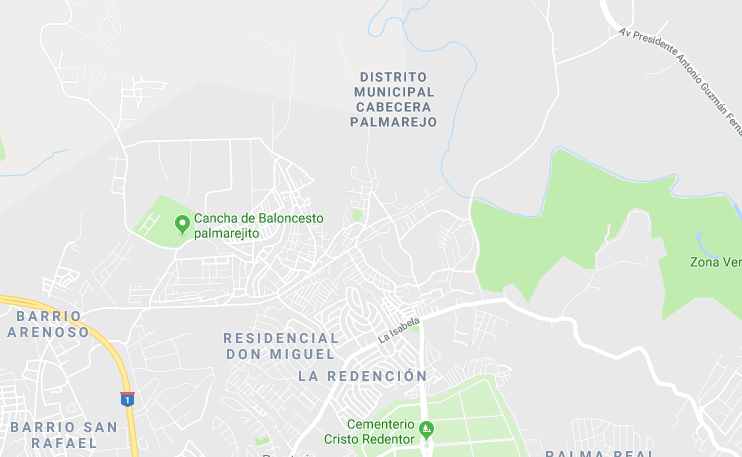 Av Presidente Antonio Guzmán Ferna
DISTRITO
MUNICIPAL
CABECERA
PALMAREJO
Cancha de Baloncesto
palmarejito
Zona Ver
BARRIO
ARENOSO
La Isabela
RESIDENCIAL
DON MIGUEL
LA REDENCIÓN
1
Cementerio
Cristo Redentor
BARRIO SAN
RAFAEL
PALMA REAL